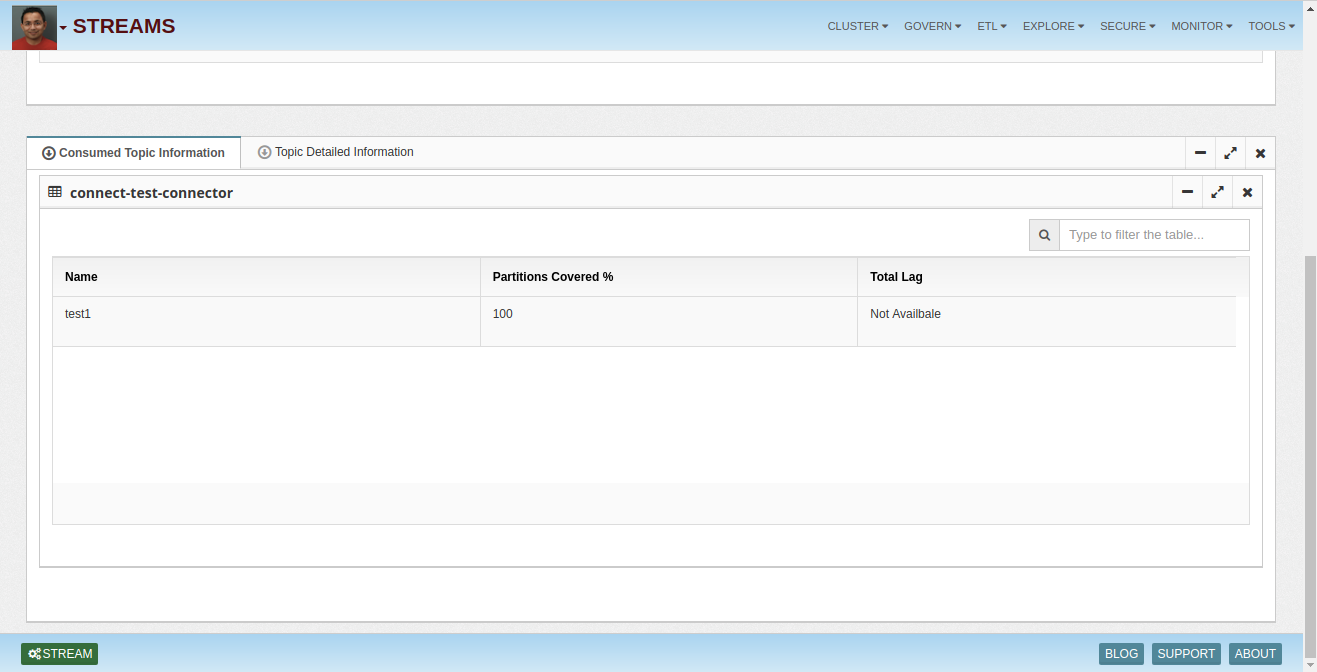 STREAMS
CLUSTER GOVERN ETL EXPLORE SECURE MONITOR TOOLS
Consumed Topic Information Topic Detailed Information
connect-test-connector
Type to filter the table...
Name Partitions Covered % Total Lag
test1 100 Not Availbale
STREAM BLOG SUPPORT ABOUT